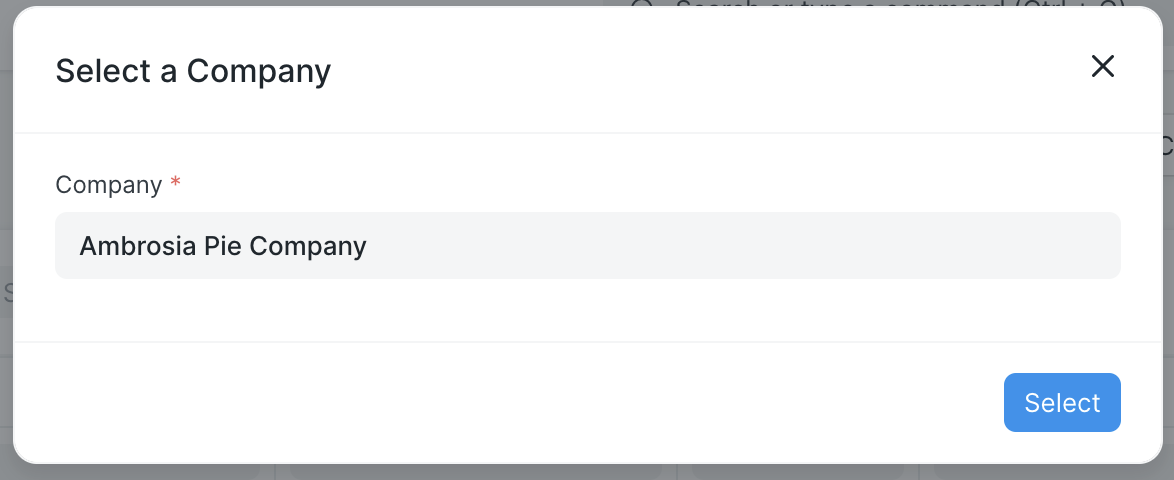 Search or type a command (Ctrl + G)
Select a Company
Company *
Ambrosia Pie Company
Select